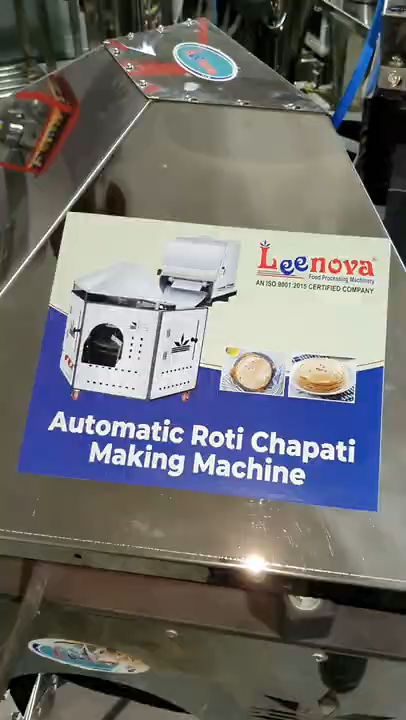 Leenova
Food Processing Machinery
AN ISO 9001:2015 CERTIFIED COMPANY
Automatic Roti Chapati
Making Machine